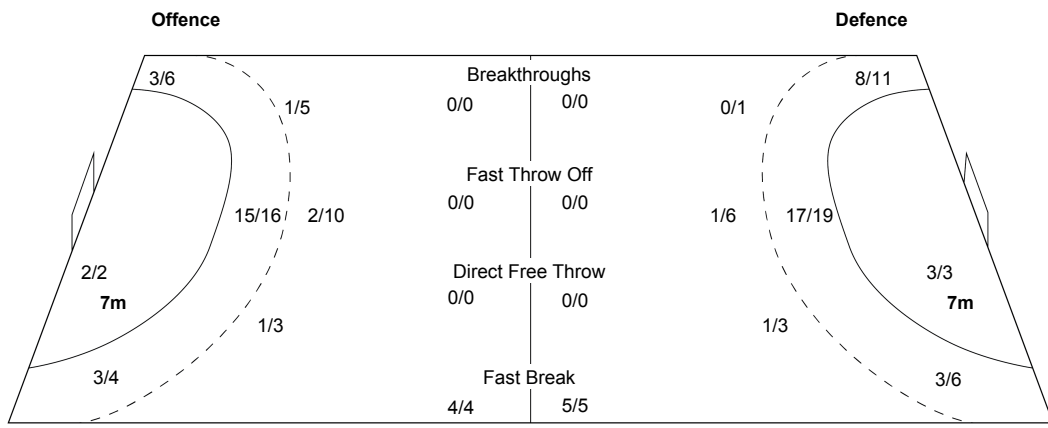 Offence Defence
3/6 Breakthroughs 8/11
1/5 0/0 0/0 0/1
Fast Throw Off
15/16 2/10 0/0 0/0 1/6 17/19
2/2 Direct Free Throw 3/3
7m 0/0 0/0 7m
1/3 1/3
3/4 Fast Break 3/6
4/4 5/5